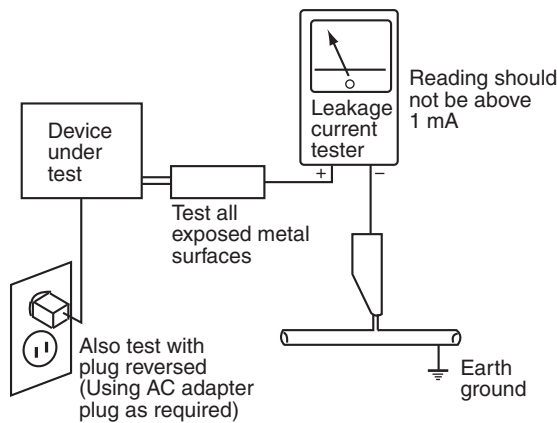 Device
under
test
Leakage
current
tester
+ −
Reading should
not be above
1 mA
Test all
exposed metal
surfaces
Also test with
plug reversed
(Using AC adapter
plug as required)
Earth
ground